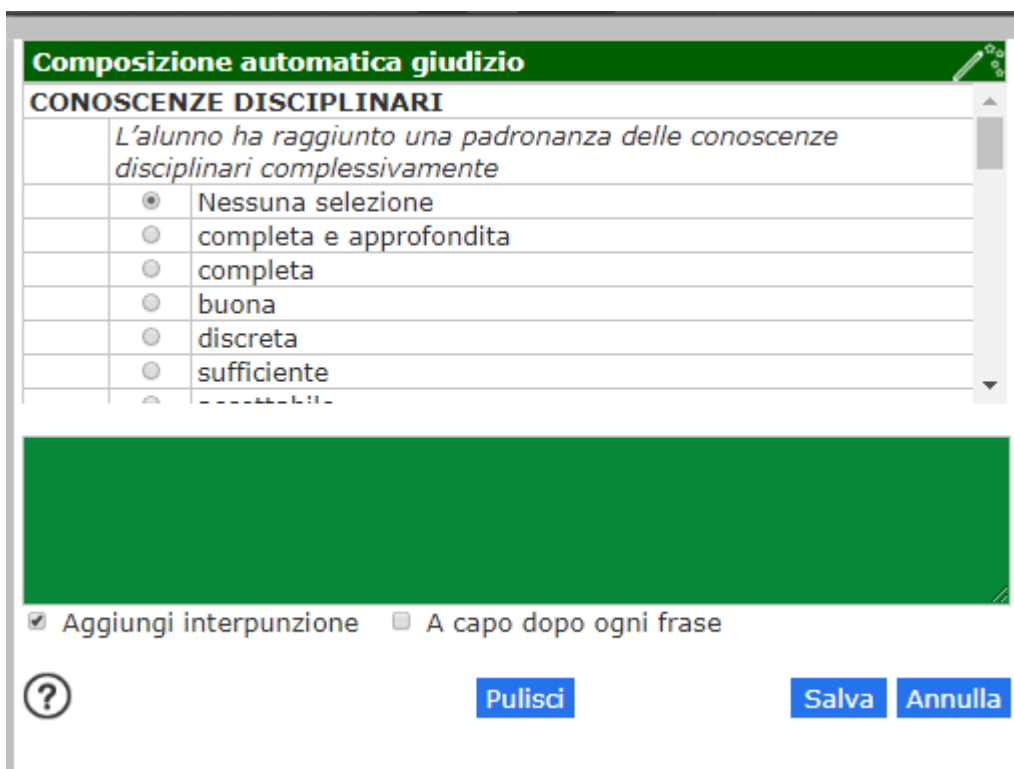 Composizione automatica giudizio
CONOSCENZE DISCIPLINARI
L'alunno ha raggiunto una padronanza delle conoscenze
disciplinari complessivamente
Nessuna selezione
completa e approfondita
completa
buona
discreta
sufficiente
Aggiungi interpunzione A capo dopo ogni frase
? Pulisci Salva Annulla